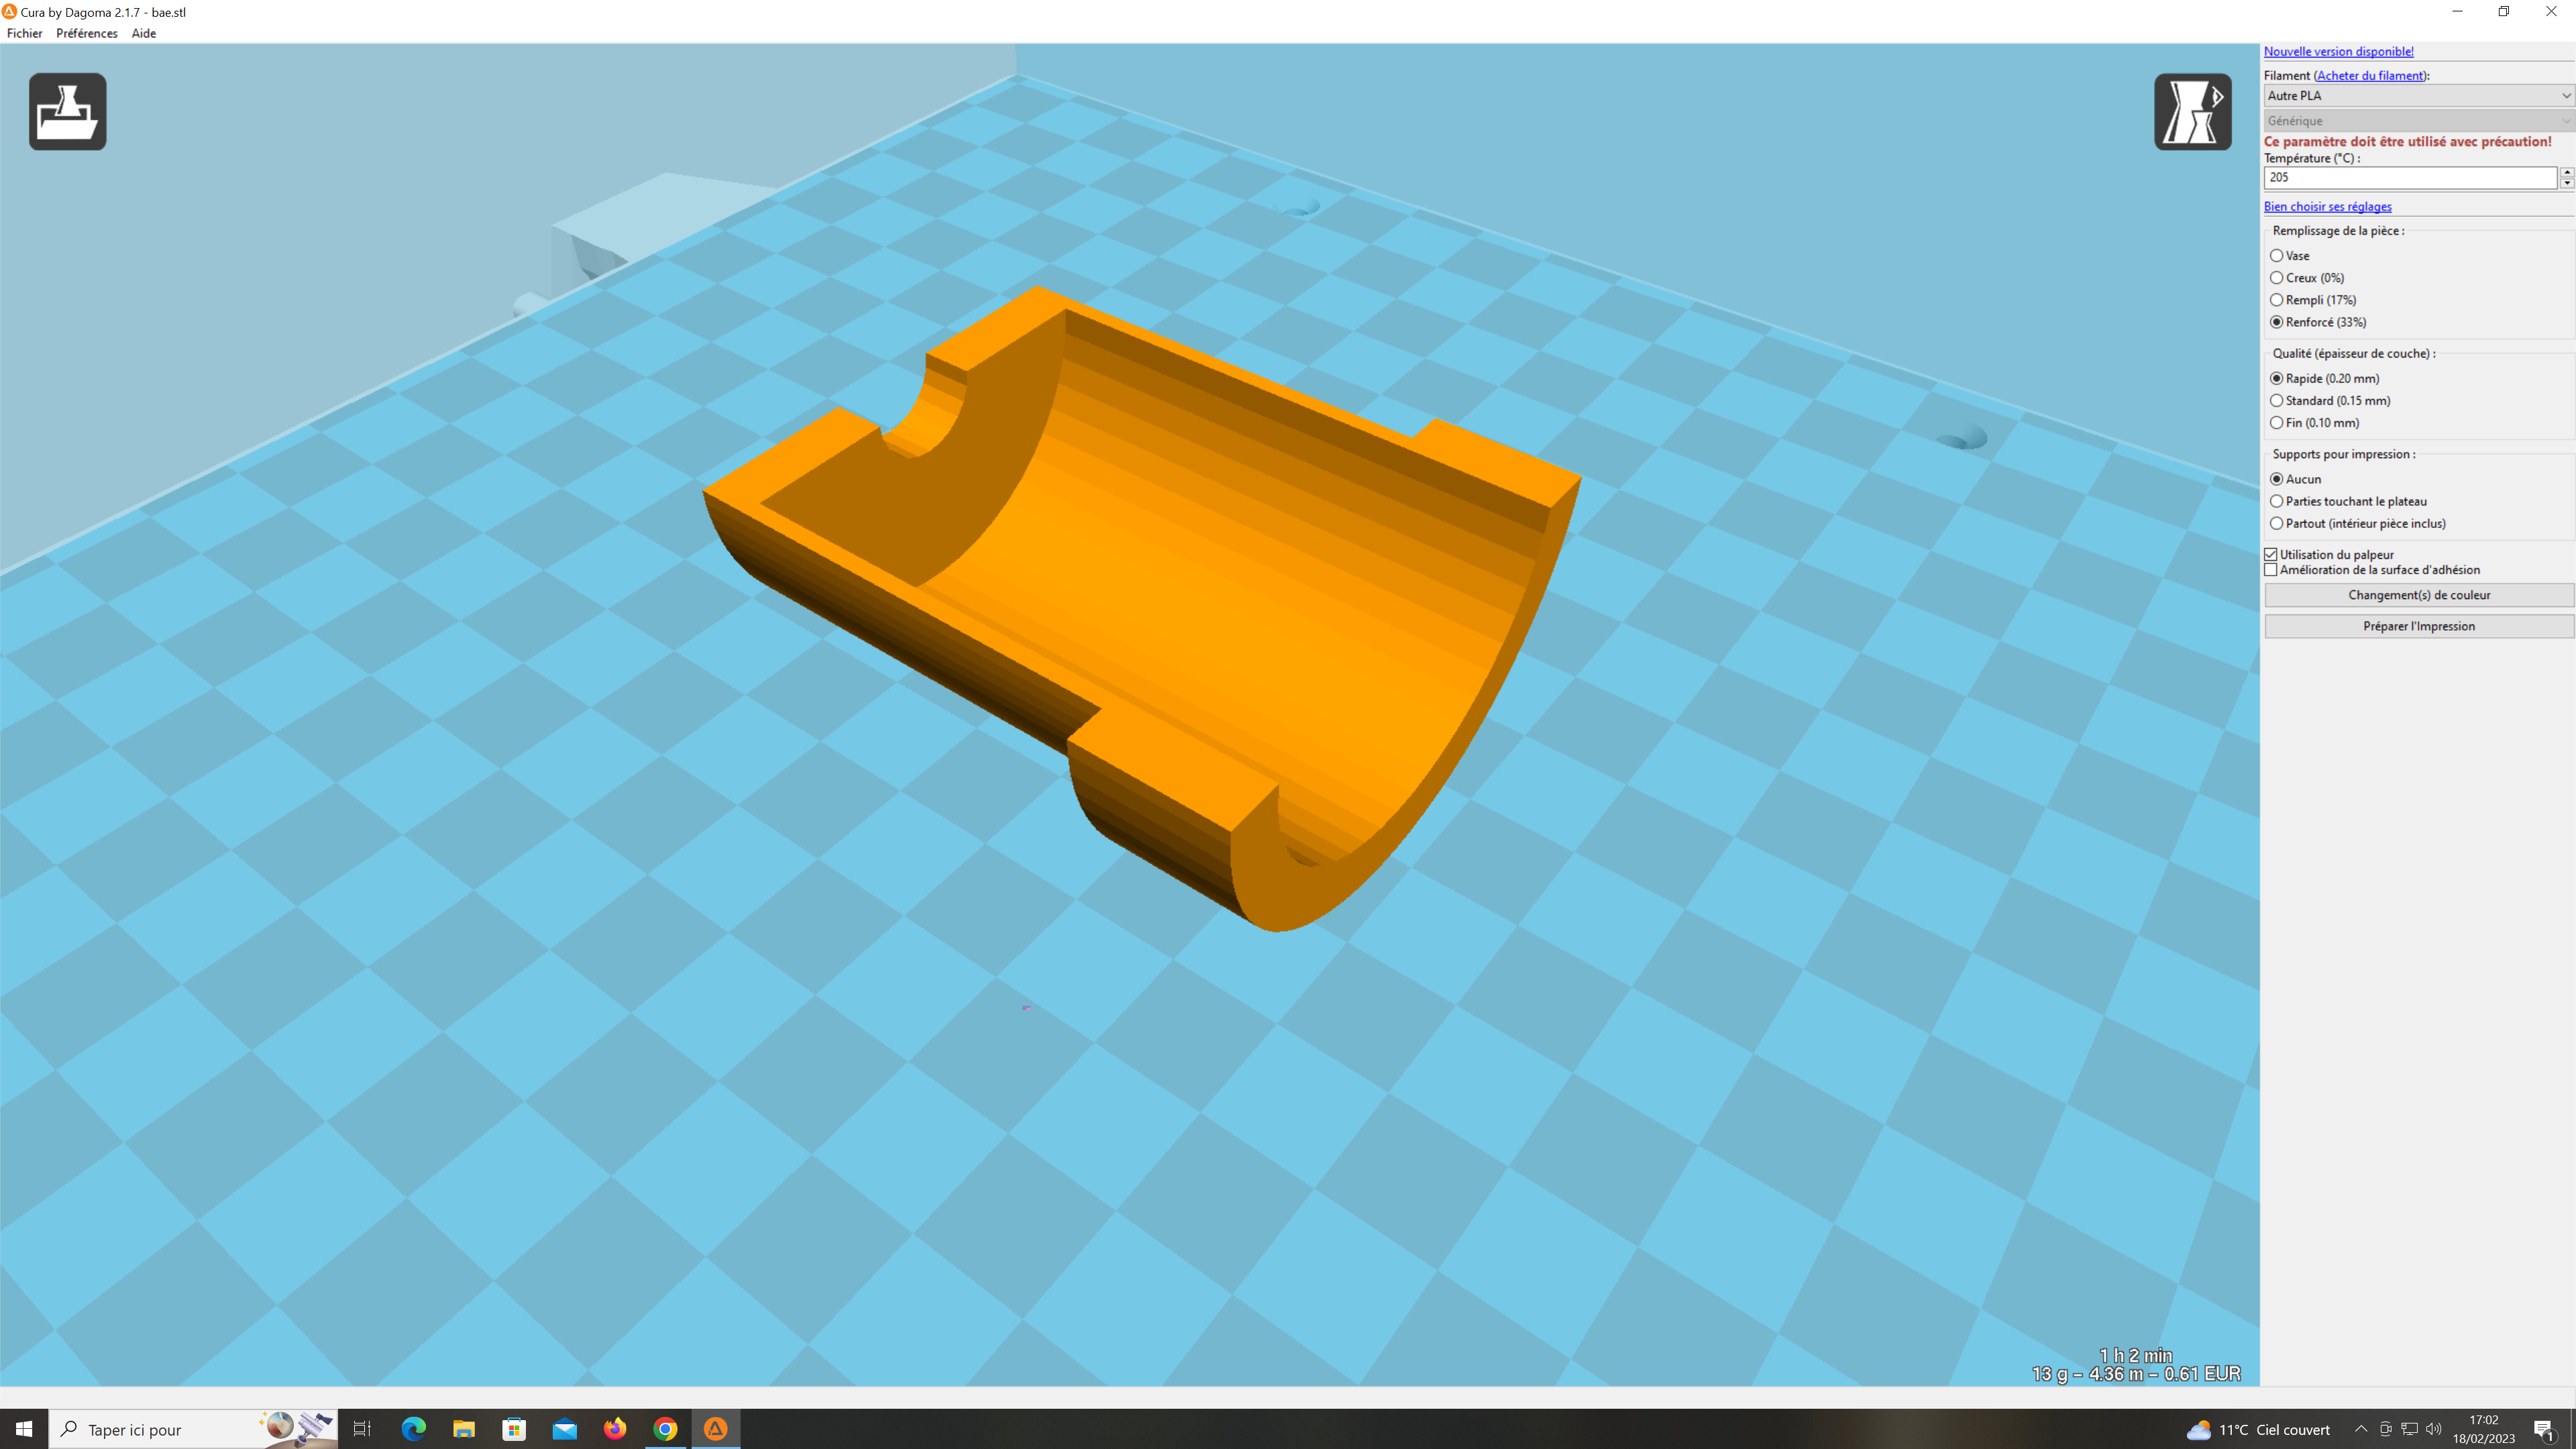 Cura by Dagoma 2.1.7 - bae.stl
Fichier Préférences Aide
Nouvelle version disponible!
Filament (Acheter du filament):
Autre PLA
Générique
Ce paramètre doit être utilisé avec précaution!
Température (°C) :
205
Bien choisir ses réglages
Remplissage de la pièce :
Vase
Creux (0%)
Rempli (17%)
Renforcé (33%)
Qualité (épaisseur de couche) :
Rapide (0.20 mm)
Standard (0.15 mm)
Fin (0.10 mm)
Supports pour impression :
Aucun
Parties touchant le plateau
Partout (intérieur pièce inclus)
Utilisation du palpeur
Amélioration de la surface d'adhésion
Changement(s) de couleur
Préparer l'Impression
1 h 2 min
13 g – 4.36 m – 0.61 EUR
Taper ici pour
11°C Ciel couvert
17:02
18/02/2023
1